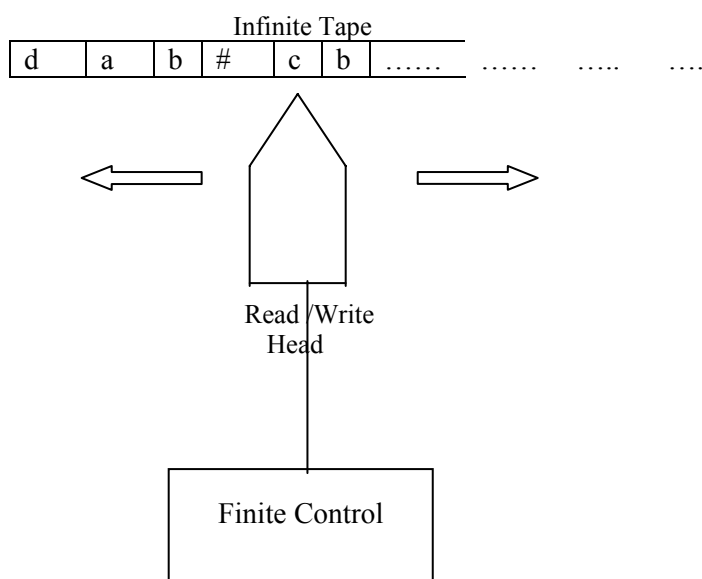 Infinite Tape
d a b # c b …… …… ….. ….
Read /Write
Head
Finite Control